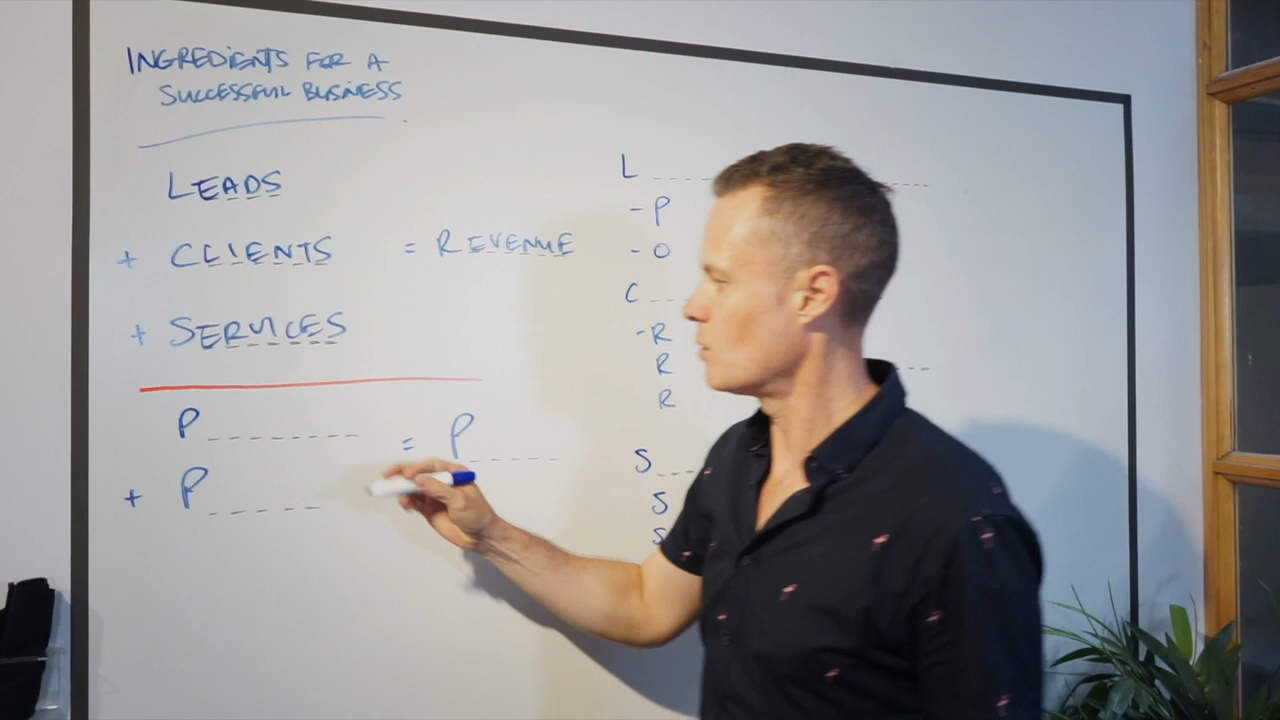 INGREDIENTS FOR A
SUCCESSFUL BUSINESS
LEADS
+ CLIENTS = REVENUE
+ SERVICES
P _ _ _ _ _ _ _ _ = P _ _ _ _ _
+ P _ _ _ _ _
L
- P
- O
C
- R
R
R
S
S
S